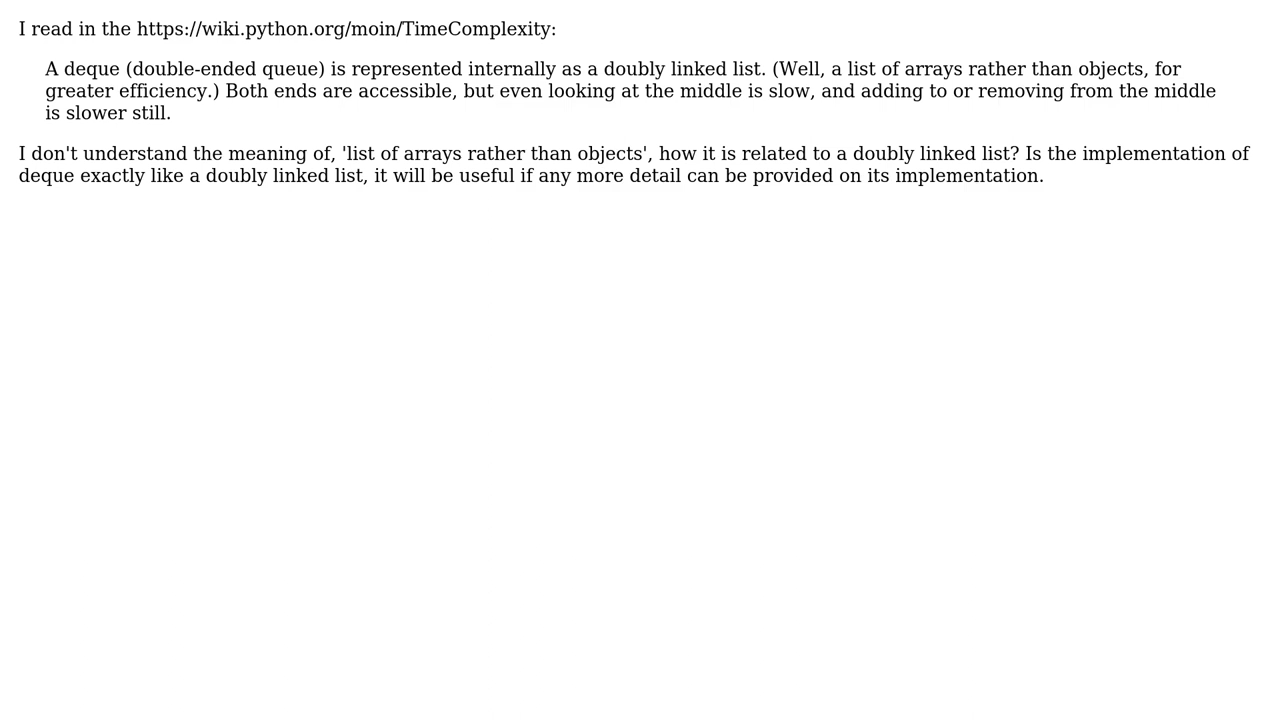 I read in the https://wiki.python.org/moin/TimeComplexity:
A deque (double-ended queue) is represented internally as a doubly linked list. (Well, a list of arrays rather than objects, for
greater efficiency.) Both ends are accessible, but even looking at the middle is slow, and adding to or removing from the middle
is slower still.
I don't understand the meaning of, 'list of arrays rather than objects', how it is related to a doubly linked list? Is the implementation of
deque exactly like a doubly linked list, it will be useful if any more detail can be provided on its implementation.